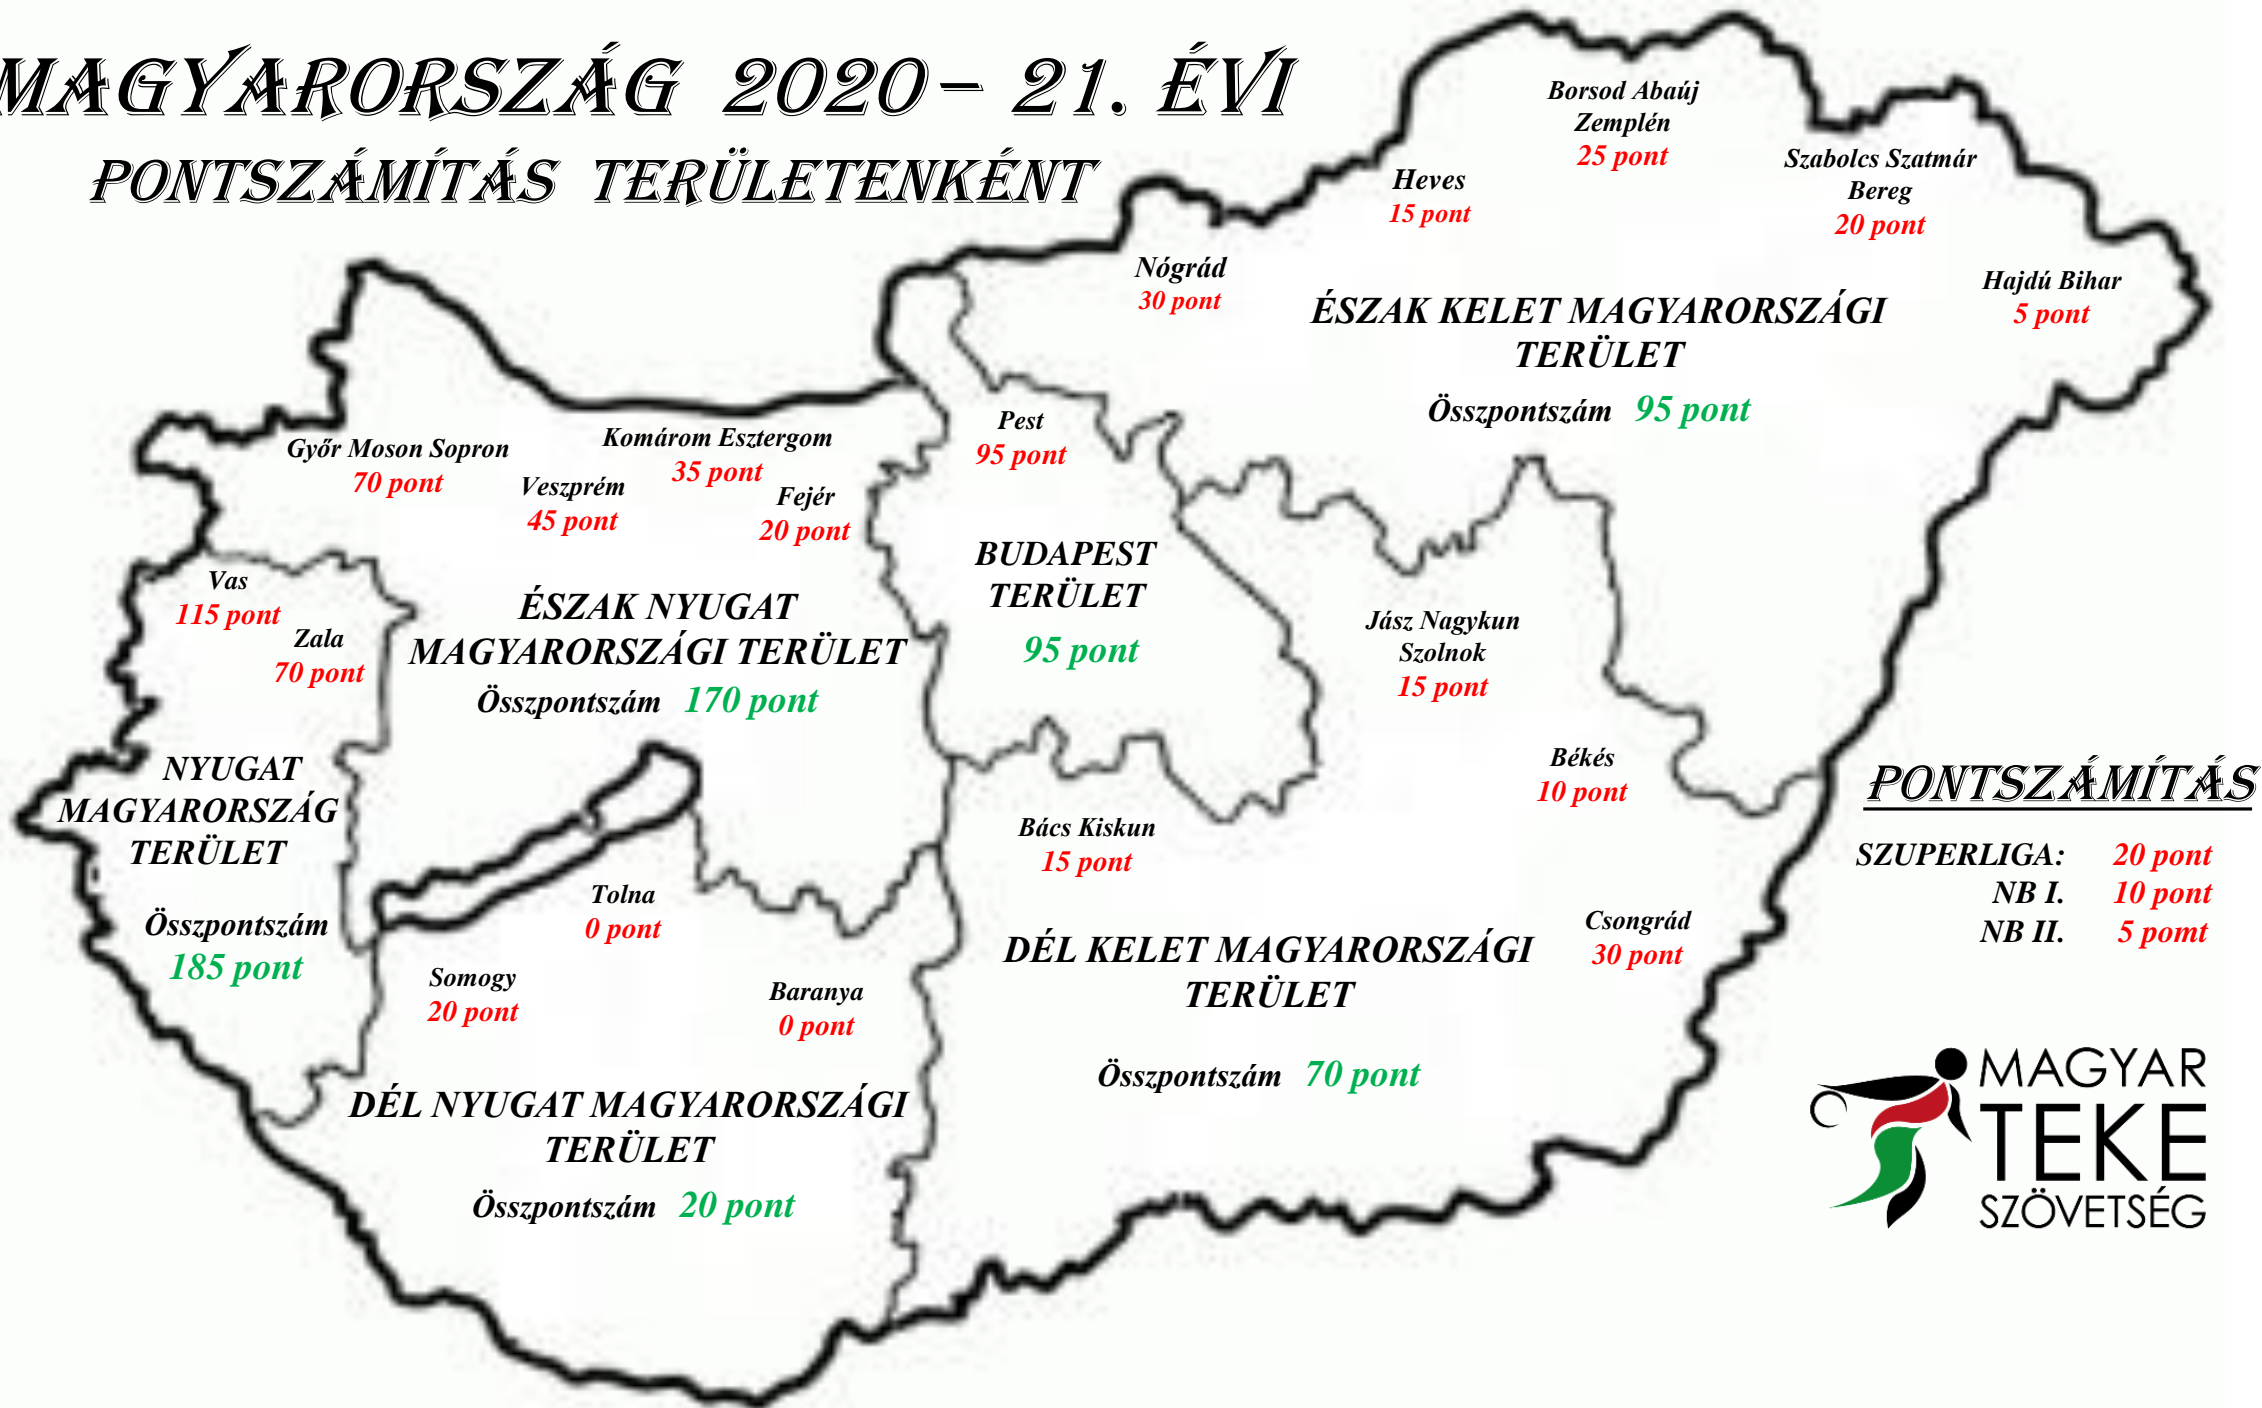 MAGYARORSZÁG 2020– 21. ÉVI
PONTSZÁMÍTÁS TERÜLETENKÉNT
Borsod Abaúj
Zemplén
25 pont
Szabolcs Szatmár
Bereg
20 pont
Heves
15 pont
Nógrád
30 pont
Hajdú Bihar
5 pont
ÉSZAK KELET MAGYARORSZÁGI
TERÜLET
Összpontszám 95 pont
Győr Moson Sopron
70 pont
Veszprém
45 pont
Komárom Esztergom
35 pont
Fejér
20 pont
ÉSZAK NYUGAT
MAGYARORSZÁGI TERÜLET
Összpontszám 170 pont
Pest
95 pont
BUDAPEST
TERÜLET
95 pont
Vas
115 pont
Zala
70 pont
NYUGAT
MAGYARORSZÁG
TERÜLET
Összpontszám
185 pont
Jász Nagykun
Szolnok
15 pont
Békés
10 pont
Bács Kiskun
15 pont
Csongrád
30 pont
DÉL KELET MAGYARORSZÁGI
TERÜLET
Összpontszám 70 pont
Tolna
0 pont
Somogy
20 pont
Baranya
0 pont
DÉL NYUGAT MAGYARORSZÁGI
TERÜLET
Összpontszám 20 pont
PONTSZÁMÍTÁS
SZUPERLIGA: 20 pont
NB I. 10 pont
NB II. 5 pomt
MAGYAR
TEKE
SZÖVETSÉG